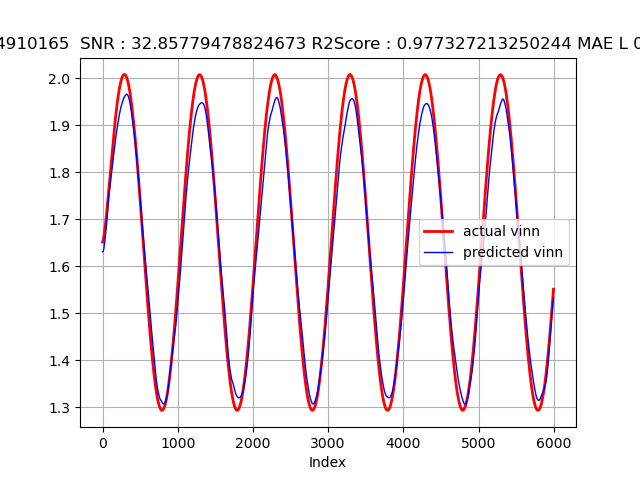 4910165 SNR : 32.85779478824673 R2Score : 0.977327213250244 MAE L 0
2.0
1.9
1.8
1.7
1.6
1.5
1.4
1.3
actual vinn
predicted vinn
0 1000 2000 3000 4000 5000 6000
Index